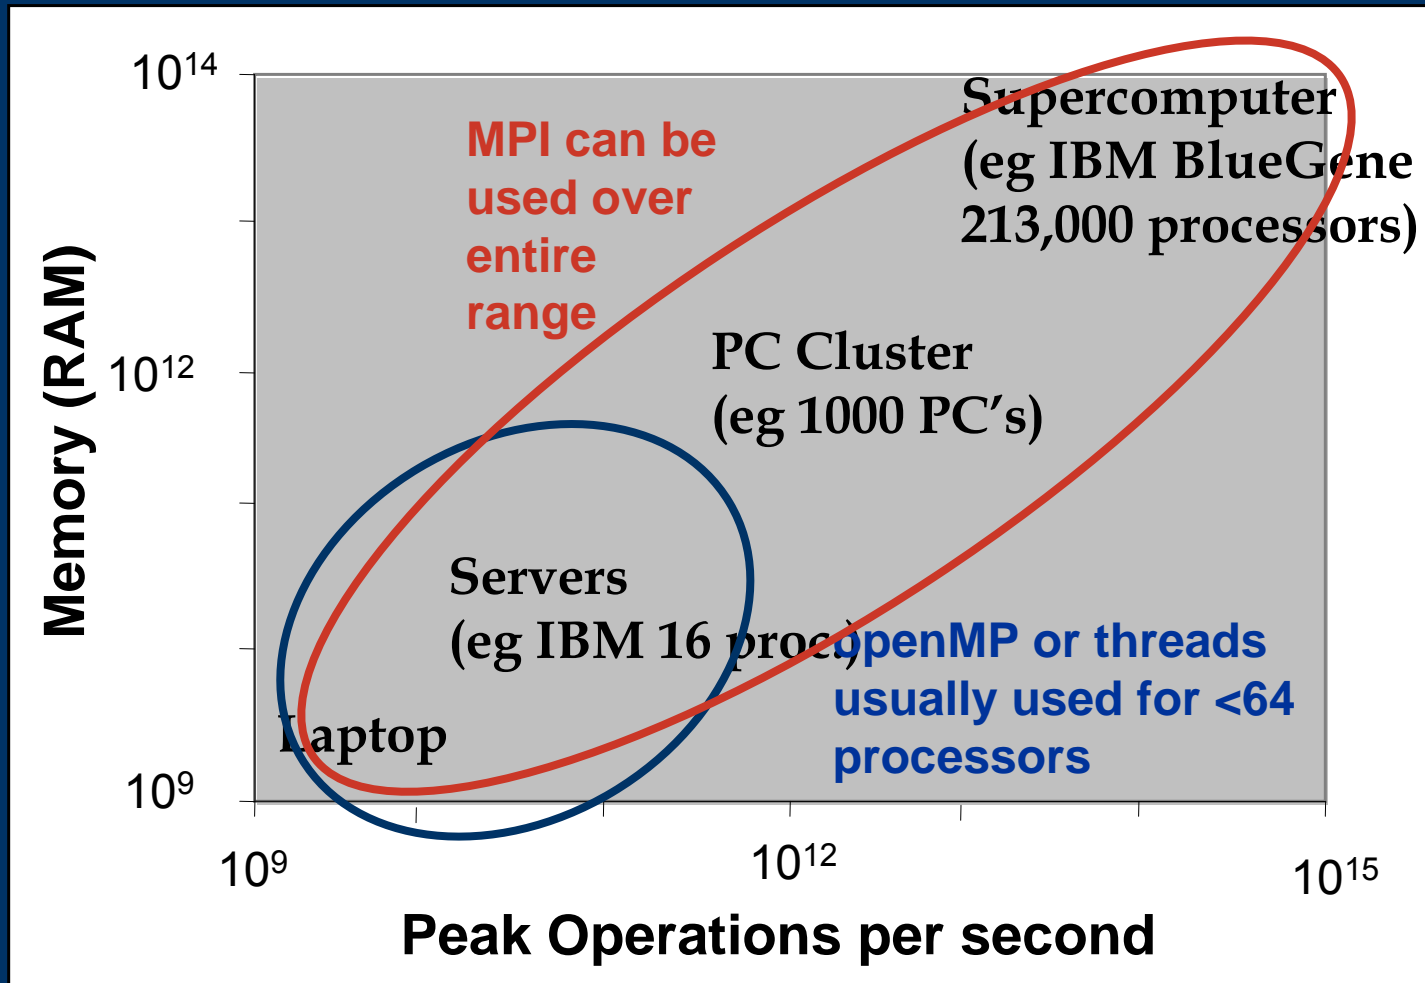 10¹⁴
Supercomputer
(eg IBM BlueGene
213,000 processors)
MPI can be
used over
entire
range
Memory (RAM)
10¹²
PC Cluster
(eg 1000 PC’s)
Servers
(eg IBM 16 proc.)
openMP or threads
usually used for <64
processors
Laptop
10⁹
10⁹
10¹²
10¹⁵
Peak Operations per second